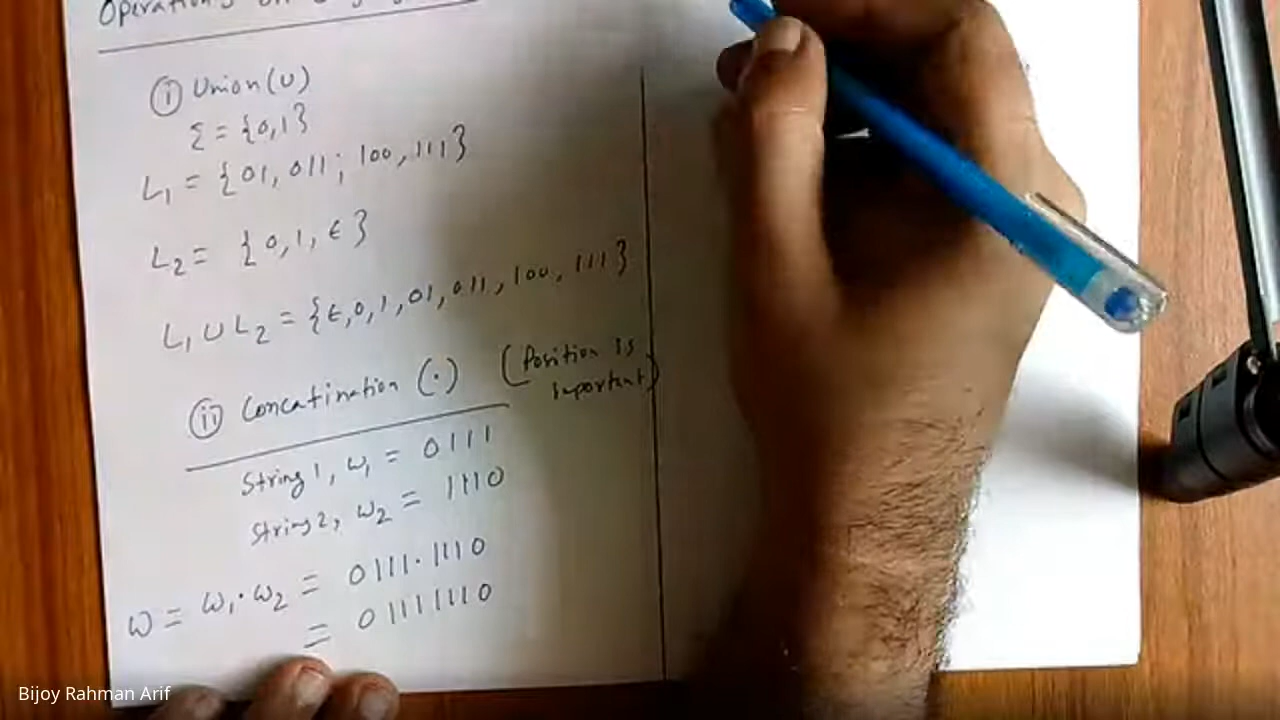 Operations on
(i) Union (∪)
Σ = {0,1}
L₁ = {01, 011, 100, 111}
L₂ = {0, 1, ϵ}
L₁ ∪ L₂ = {ϵ, 0, 1, 01, 011, 100, 111}
(ii) Concatination (·) (Position is
important)
String 1, ω₁ = 0111
String 2, ω₂ = 1110
ω = ω₁·ω₂ = 0111·1110
= 01111110
Bijoy Rahman Arif